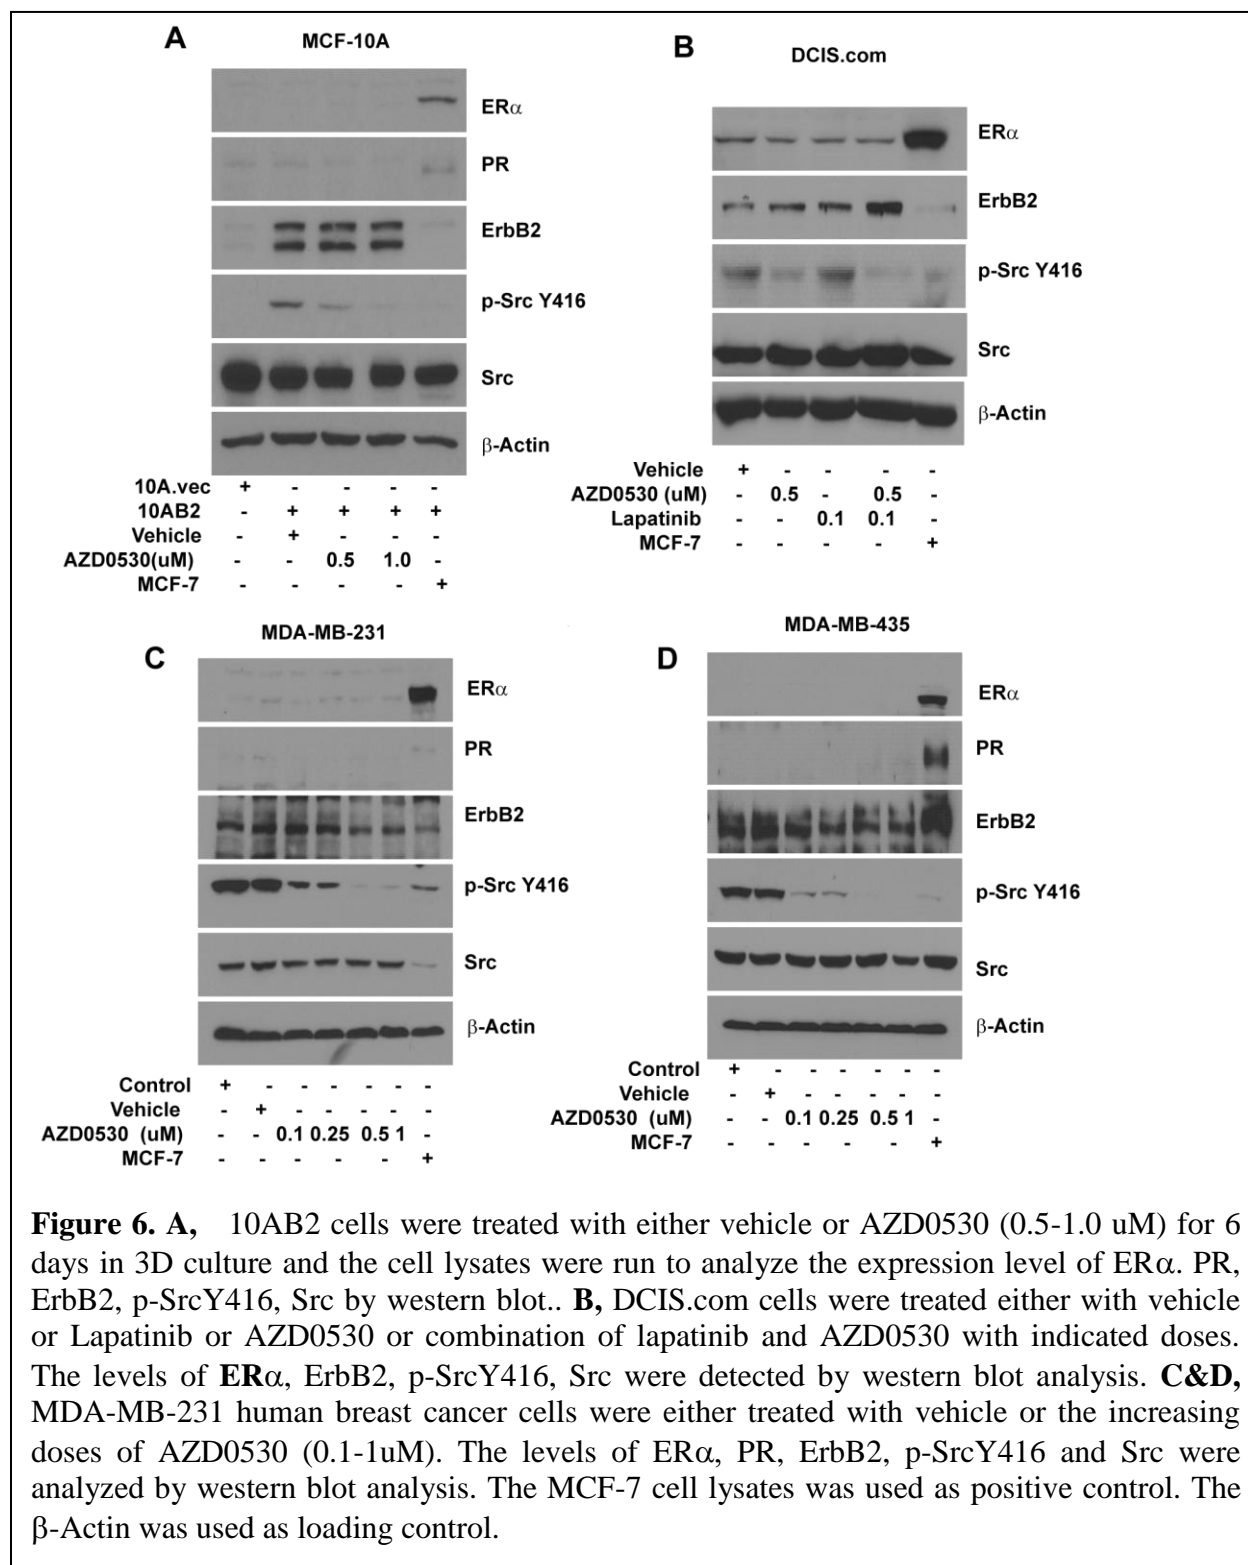 A
MCF-10A
ERα
PR
ErbB2
p-Src Y416
Src
β-Actin
10A.vec + - - - -
10AB2 - + + + +
Vehicle - + - - -
AZD0530(uM) - - 0.5 1.0 -
MCF-7 - - - - +
B
DCIS.com
ERα
ErbB2
p-Src Y416
Src
β-Actin
Vehicle + - - - -
AZD0530 (uM) - 0.5 - 0.5 -
Lapatinib - - 0.1 0.1 -
MCF-7 - - - - +
C
MDA-MB-231
ERα
PR
ErbB2
p-Src Y416
Src
β-Actin
Control + - - - - - -
Vehicle - + - - - - -
AZD0530 (uM) - - 0.1 0.25 0.5 1 -
MCF-7 - - - - - - +
D
MDA-MB-435
ERα
PR
ErbB2
p-Src Y416
Src
β-Actin
Control + - - - - - -
Vehicle - + - - - - -
AZD0530 (uM) - - 0.1 0.25 0.5 1 -
MCF-7 - - - - - - +
Figure 6. A, 10AB2 cells were treated with either vehicle or AZD0530 (0.5-1.0 uM) for 6
days in 3D culture and the cell lysates were run to analyze the expression level of ERα. PR,
ErbB2, p-SrcY416, Src by western blot.. B, DCIS.com cells were treated either with vehicle
or Lapatinib or AZD0530 or combination of lapatinib and AZD0530 with indicated doses.
The levels of ERα, ErbB2, p-SrcY416, Src were detected by western blot analysis. C&D,
MDA-MB-231 human breast cancer cells were either treated with vehicle or the increasing
doses of AZD0530 (0.1-1uM). The levels of ERα, PR, ErbB2, p-SrcY416 and Src were
analyzed by western blot analysis. The MCF-7 cell lysates was used as positive control. The
β-Actin was used as loading control.